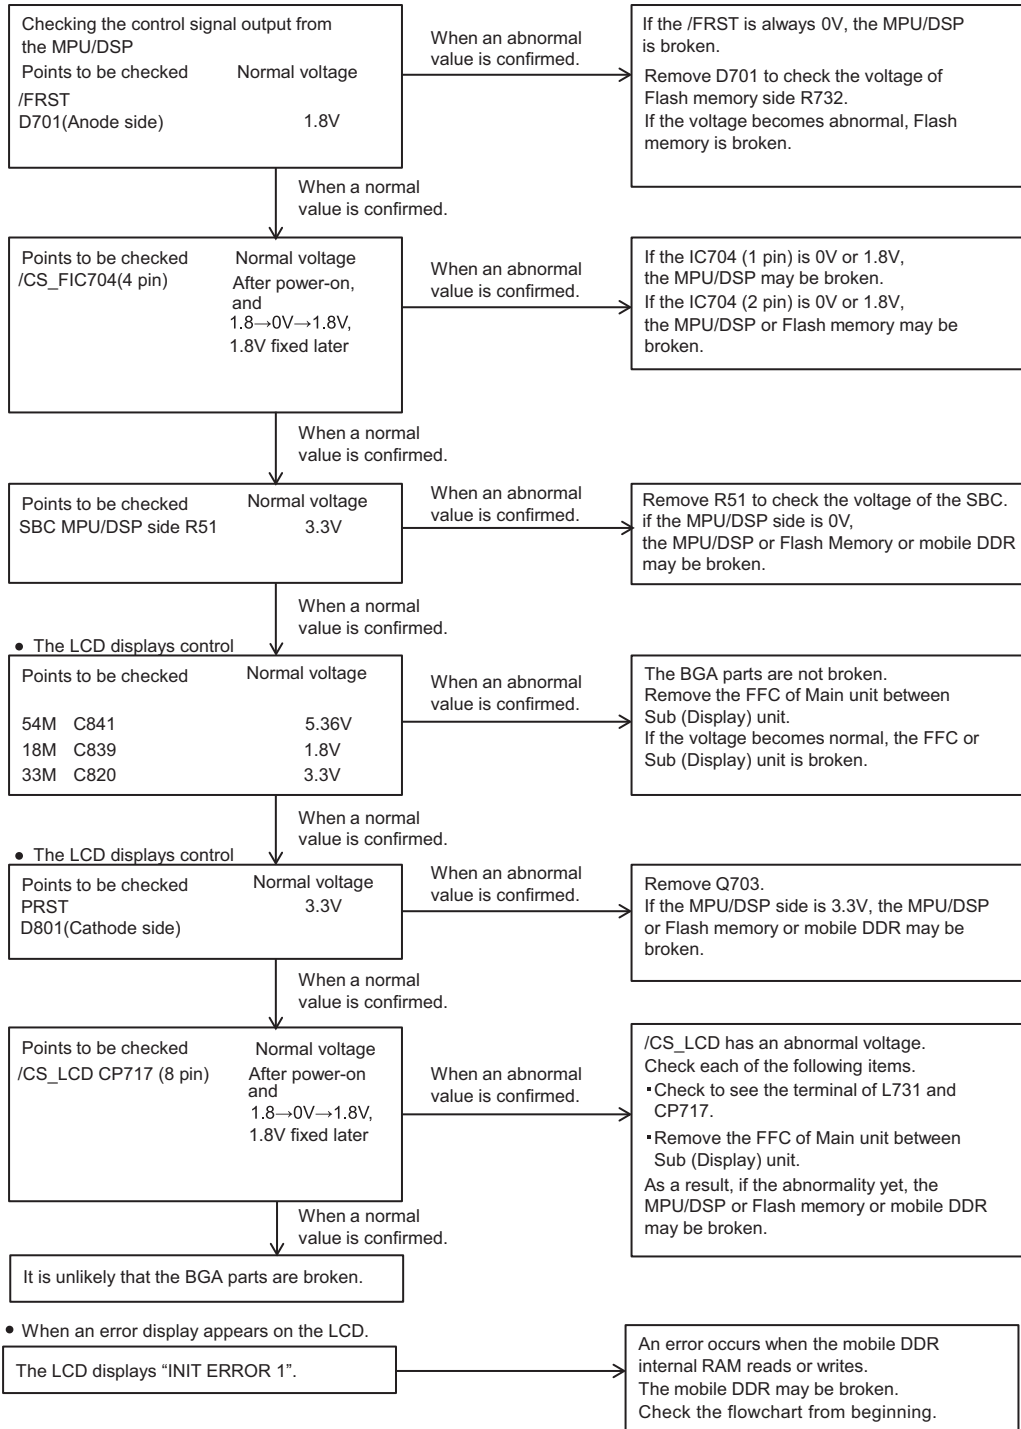 Checking the control signal output from
the MPU/DSP
Points to be checked Normal voltage
/FRST
D701(Anode side) 1.8V
When an abnormal
value is confirmed.
If the /FRST is always 0V, the MPU/DSP
is broken.
Remove D701 to check the voltage of
Flash memory side R732.
If the voltage becomes abnormal, Flash
memory is broken.
When a normal
value is confirmed.
Points to be checked Normal voltage
/CS_FIC704(4 pin) After power-on,
and
1.8→0V→1.8V,
1.8V fixed later
When an abnormal
value is confirmed.
If the IC704 (1 pin) is 0V or 1.8V,
the MPU/DSP may be broken.
If the IC704 (2 pin) is 0V or 1.8V,
the MPU/DSP or Flash memory may be
broken.
When a normal
value is confirmed.
Points to be checked Normal voltage
SBC MPU/DSP side R51 3.3V
When an abnormal
value is confirmed.
Remove R51 to check the voltage of the SBC.
if the MPU/DSP side is 0V,
the MPU/DSP or Flash Memory or mobile DDR
may be broken.
When a normal
value is confirmed.
• The LCD displays control
Points to be checked Normal voltage
54M C841 5.36V
18M C839 1.8V
33M C820 3.3V
When an abnormal
value is confirmed.
The BGA parts are not broken.
Remove the FFC of Main unit between
Sub (Display) unit.
If the voltage becomes normal, the FFC or
Sub (Display) unit is broken.
When a normal
value is confirmed.
• The LCD displays control
Points to be checked Normal voltage
PRST 3.3V
D801(Cathode side)
When an abnormal
value is confirmed.
Remove Q703.
If the MPU/DSP side is 3.3V, the MPU/DSP
or Flash memory or mobile DDR may be
broken.
When a normal
value is confirmed.
Points to be checked Normal voltage
/CS_LCD CP717 (8 pin) After power-on
and
1.8→0V→1.8V,
1.8V fixed later
When an abnormal
value is confirmed.
/CS_LCD has an abnormal voltage.
Check each of the following items.
▪Check to see the terminal of L731 and
CP717.
▪Remove the FFC of Main unit between
Sub (Display) unit.
As a result, if the abnormality yet, the
MPU/DSP or Flash memory or mobile DDR
may be broken.
When a normal
value is confirmed.
It is unlikely that the BGA parts are broken.
• When an error display appears on the LCD.
The LCD displays “INIT ERROR 1”.
An error occurs when the mobile DDR
internal RAM reads or writes.
The mobile DDR may be broken.
Check the flowchart from beginning.